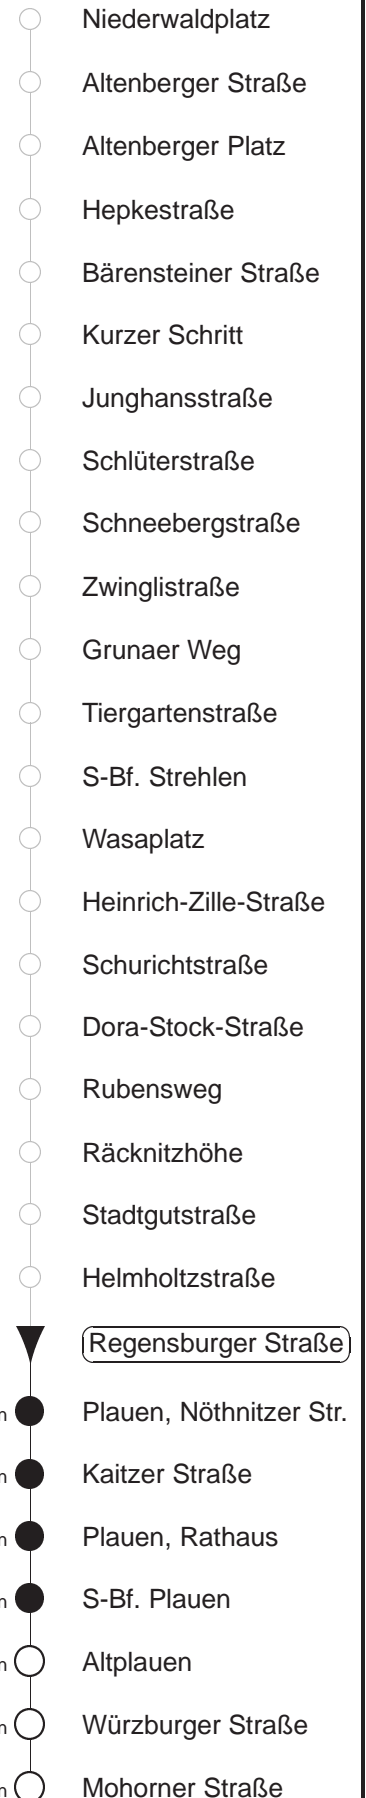 Niederwaldplatz
Altenberger Straße
Altenberger Platz
Hepkestraße
Bärensteiner Straße
Kurzer Schritt
Junghansstraße
Schlüterstraße
Schneebergstraße
Zwinglistraße
Grunaer Weg
Tiergartenstraße
S-Bf. Strehlen
Wasaplatz
Heinrich-Zille-Straße
Schurichtstraße
Dora-Stock-Straße
Rubensweg
Räcknitzhöhe
Stadtgutstraße
Helmholtzstraße
Regensburger Straße
Plauen, Nöthnitzer Str.
Kaitzer Straße
Plauen, Rathaus
S-Bf. Plauen
Altplauen
Würzburger Straße
Mohorner Straße